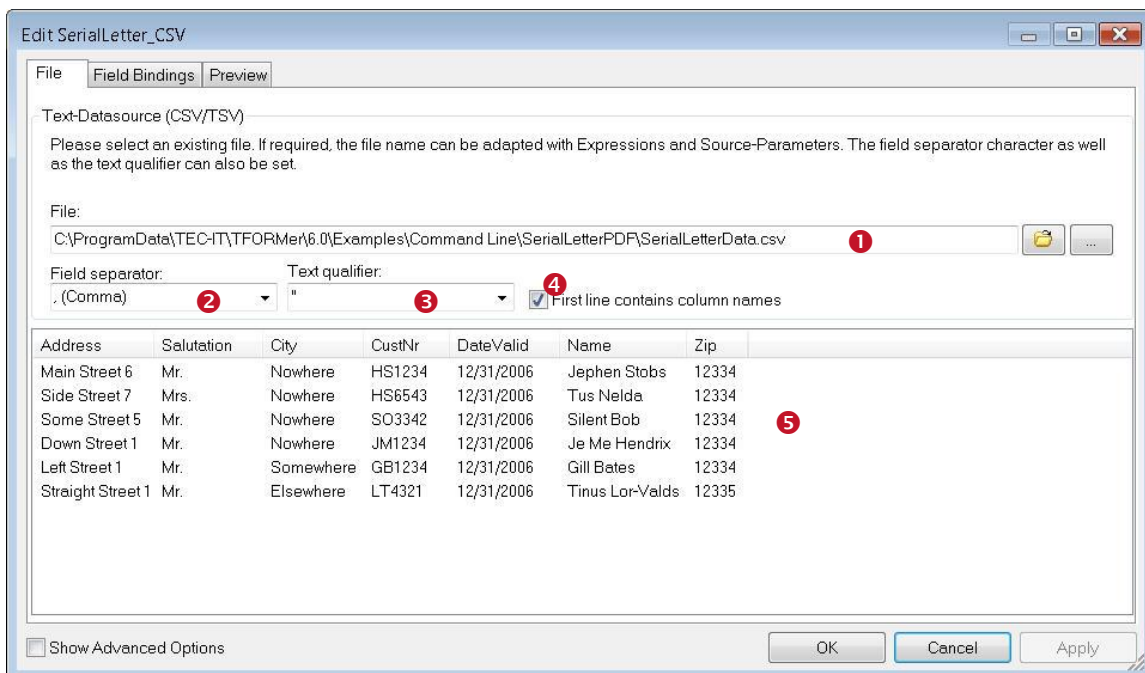 Edit SerialLetter_CSV
File Field Bindings Preview
Text-Datasource (CSV/TSV)
Please select an existing file. If required, the file name can be adapted with Expressions and Source-Parameters. The field separator character as well
as the text qualifier can also be set.
File:
C:\ProgramData\TEC-IT\TFORMer\6.0\Examples\Command Line\SerialLetterPDF\SerialLetterData.csv 1 ...
Field separator: Text qualifier:
, (Comma) 2 " 3 4 First line contains column names
Address Salutation City CustNr DateValid Name Zip
Main Street 6 Mr. Nowhere HS1234 12/31/2006 Jephen Stobs 12334
Side Street 7 Mrs. Nowhere HS6543 12/31/2006 Tus Nelda 12334
Some Street 5 Mr. Nowhere SO3342 12/31/2006 Silent Bob 12334 5
Down Street 1 Mr. Nowhere JM1234 12/31/2006 Je Me Hendrix 12334
Left Street 1 Mr. Somewhere GB1234 12/31/2006 Gill Bates 12334
Straight Street 1 Mr. Elsewhere LT4321 12/31/2006 Tinus Lor-Valds 12335
Show Advanced Options OK Cancel Apply